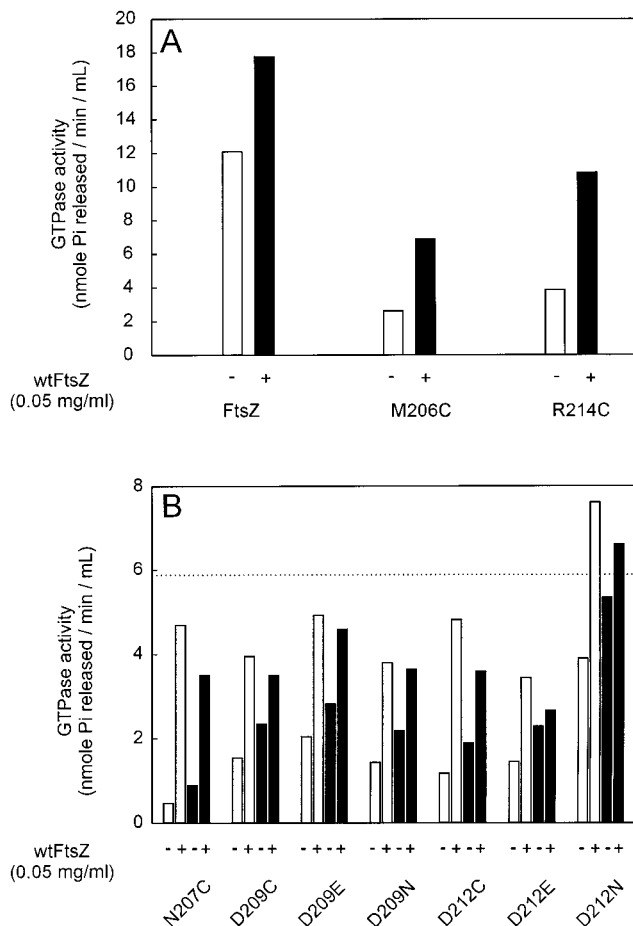 A
GTPase activity
(nmole Pi released / min / mL)
20
18
16
14
12
10
8
6
4
2
0
wtFtsZ
(0.05 mg/ml)
- + - + - +
FtsZ M206C R214C
B
GTPase activity
(nmole Pi released / min / mL)
8
6
4
2
0
wtFtsZ
(0.05 mg/ml)
-+-+ -+-+ -+-+ -+-+ -+-+ -+-+ -+-+
N207C D209C D209E D209N D212C D212E D212N